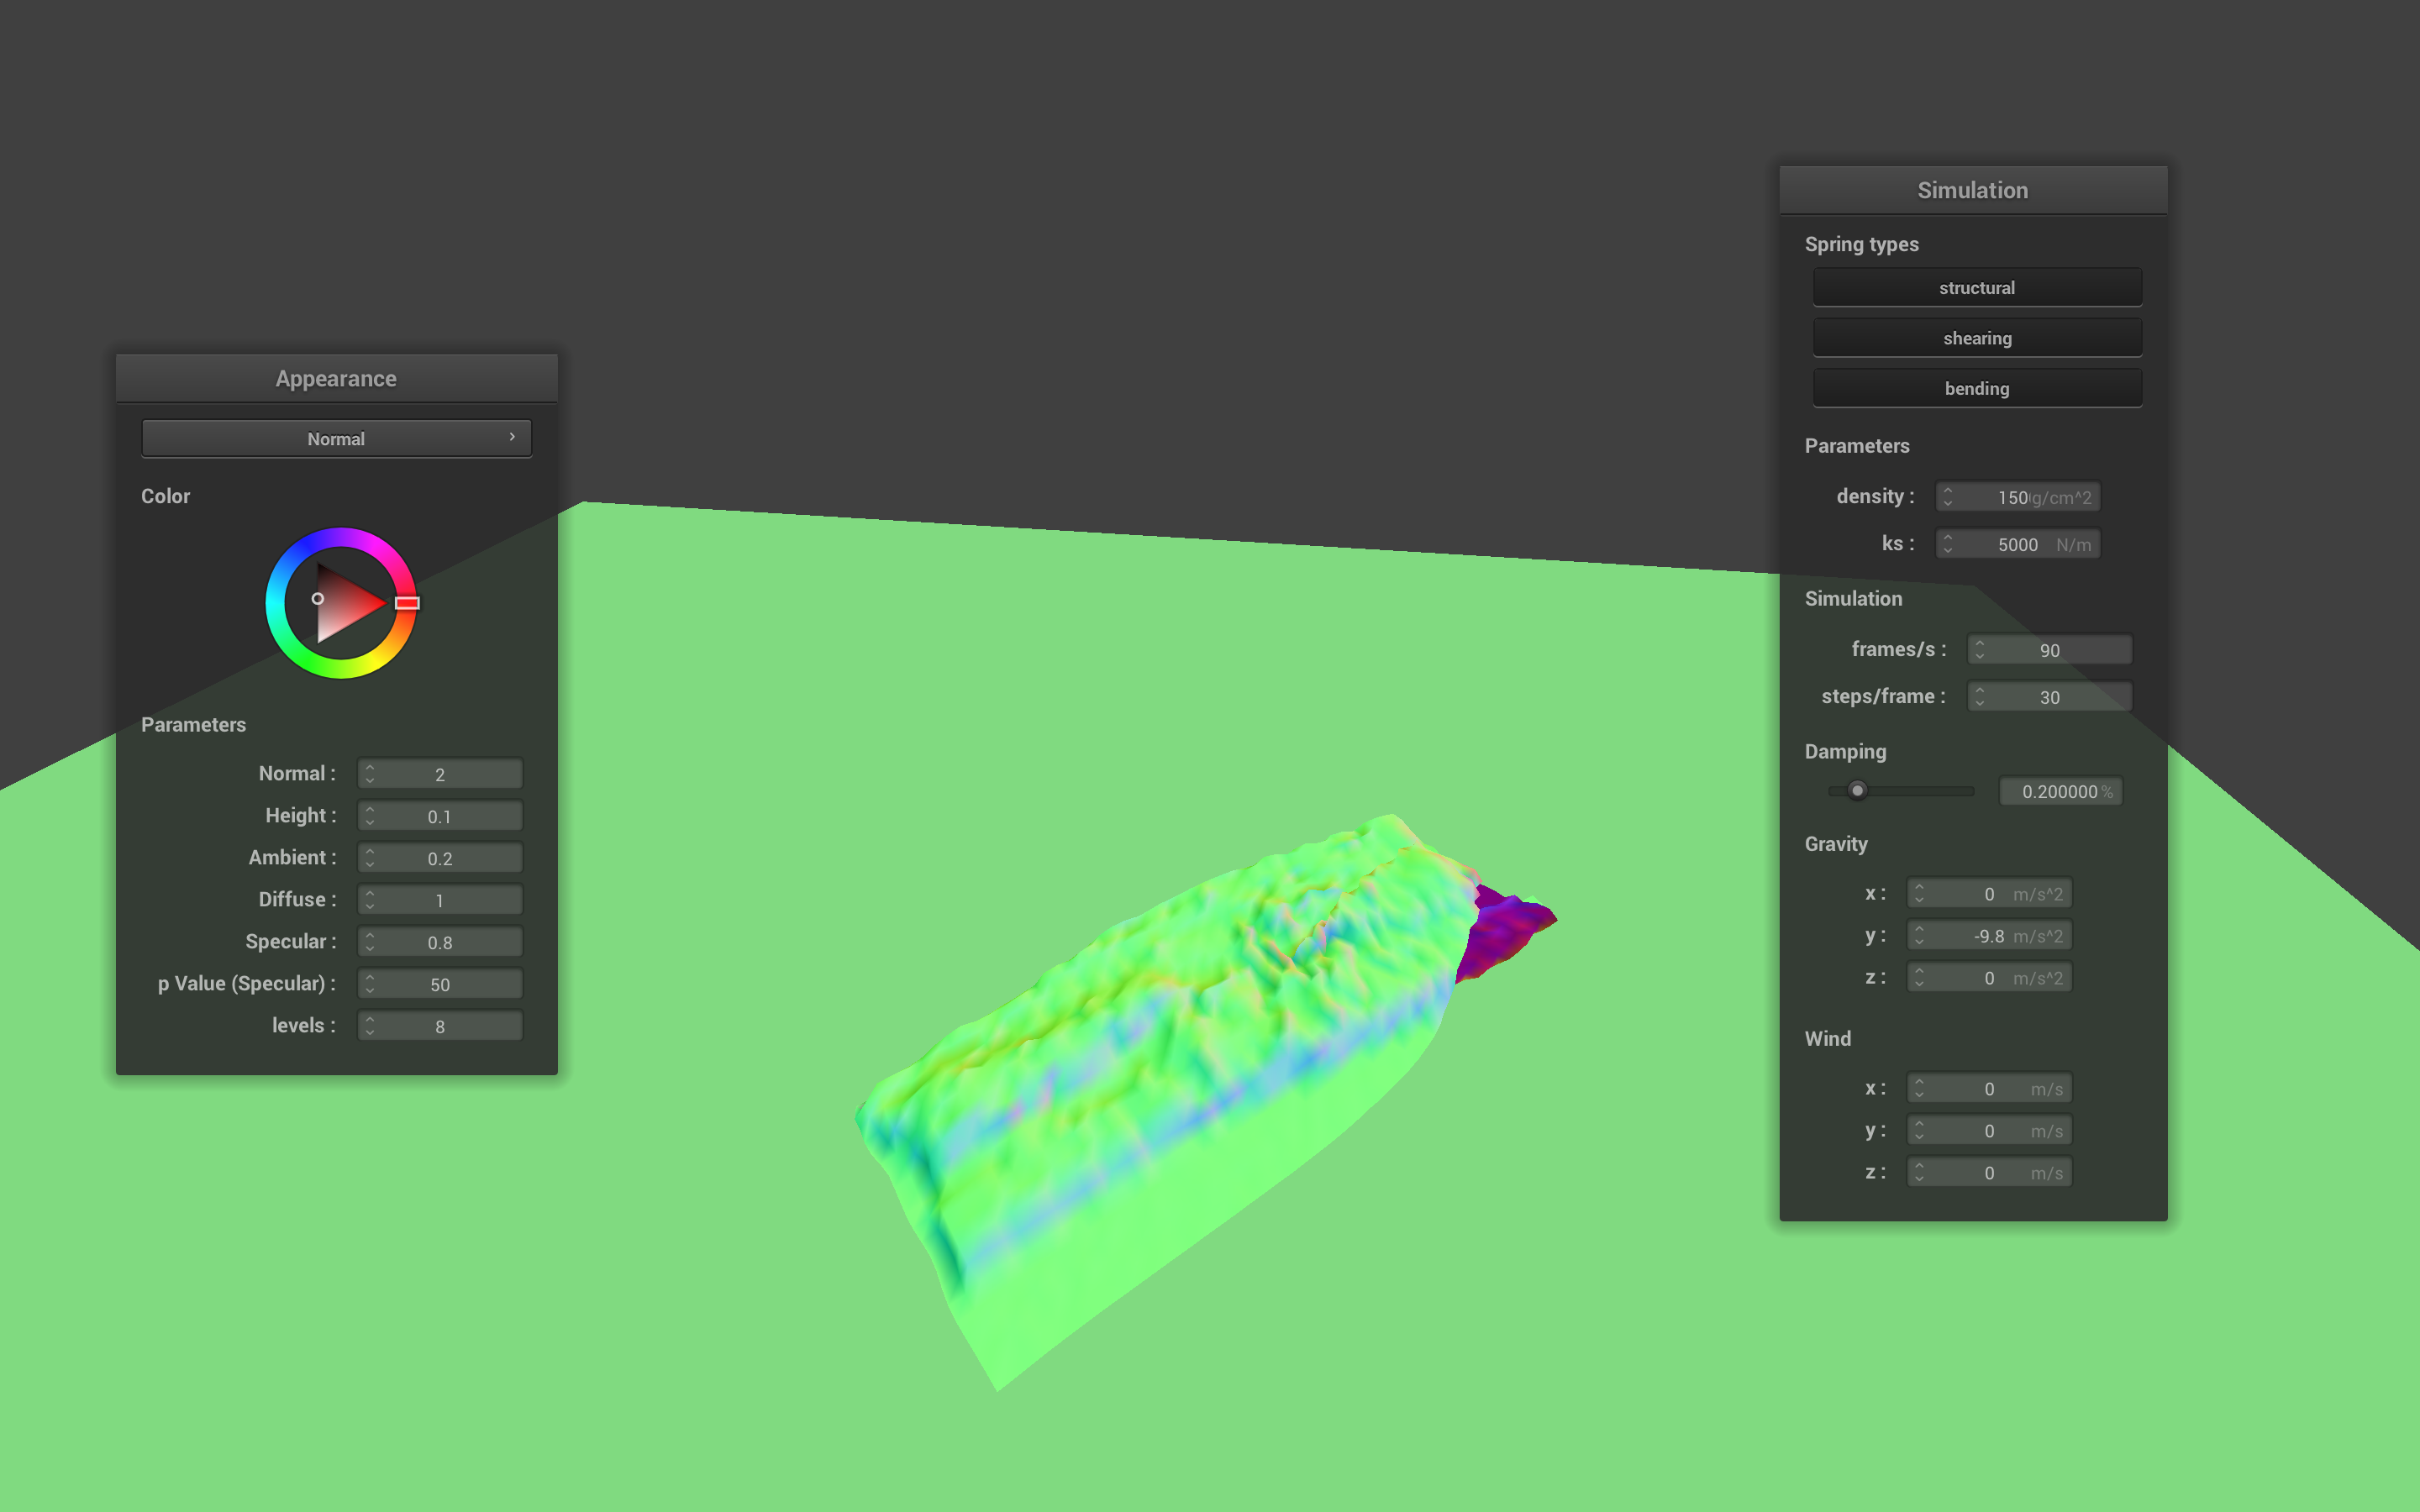 Appearance
Normal
Color
Parameters
Normal : 2
Height : 0.1
Ambient : 0.2
Diffuse : 1
Specular : 0.8
p Value (Specular) : 50
levels : 8
Simulation
Spring types
structural
shearing
bending
Parameters
density : 150 g/cm^2
ks : 5000 N/m
Simulation
frames/s : 90
steps/frame : 30
Damping
0.200000 %
Gravity
x : 0 m/s^2
y : -9.8 m/s^2
z : 0 m/s^2
Wind
x : 0 m/s
y : 0 m/s
z : 0 m/s